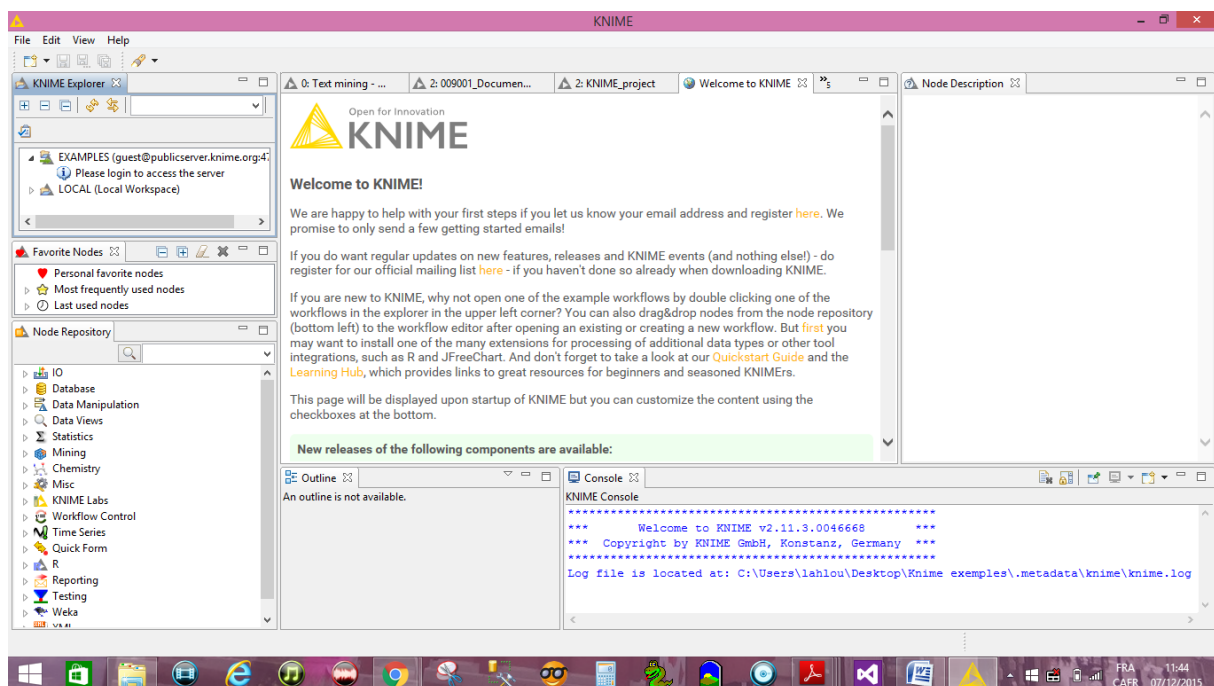 KNIME
File Edit View Help
KNIME Explorer
EXAMPLES (guest@publicserver.knime.org:47
Please login to access the server
LOCAL (Local Workspace)
Favorite Nodes
Personal favorite nodes
Most frequently used nodes
Last used nodes
Node Repository
IO
Database
Data Manipulation
Data Views
Statistics
Mining
Chemistry
Misc
KNIME Labs
Workflow Control
Time Series
Quick Form
R
Reporting
Testing
Weka
XML
0: Text mining - ... 2: 009001_Documen... 2: KNIME_project Welcome to KNIME »5
Open for Innovation
KNIME
Welcome to KNIME!
We are happy to help with your first steps if you let us know your email address and register here. We
promise to only send a few getting started emails!
If you do want regular updates on new features, releases and KNIME events (and nothing else!) - do
register for our official mailing list here - if you haven't done so already when downloading KNIME.
If you are new to KNIME, why not open one of the example workflows by double clicking one of the
workflows in the explorer in the upper left corner? You can also drag&drop nodes from the node repository
(bottom left) to the workflow editor after opening an existing or creating a new workflow. But first you
may want to install one of the many extensions for processing of additional data types or other tool
integrations, such as R and JFreeChart. And don't forget to take a look at our Quickstart Guide and the
Learning Hub, which provides links to great resources for beginners and seasoned KNIMErs.
This page will be displayed upon startup of KNIME but you can customize the content using the
checkboxes at the bottom.
New releases of the following components are available:
Node Description
Outline
An outline is not available.
Console
KNIME Console
****************************************************
*** Welcome to KNIME v2.11.3.0046668 ***
*** Copyright by KNIME GmbH, Konstanz, Germany ***
****************************************************
Log file is located at: C:\Users\lahlou\Desktop\Knime exemples\.metadata\knime\knime.log
FRA 11:44
CAFR 07/12/2015